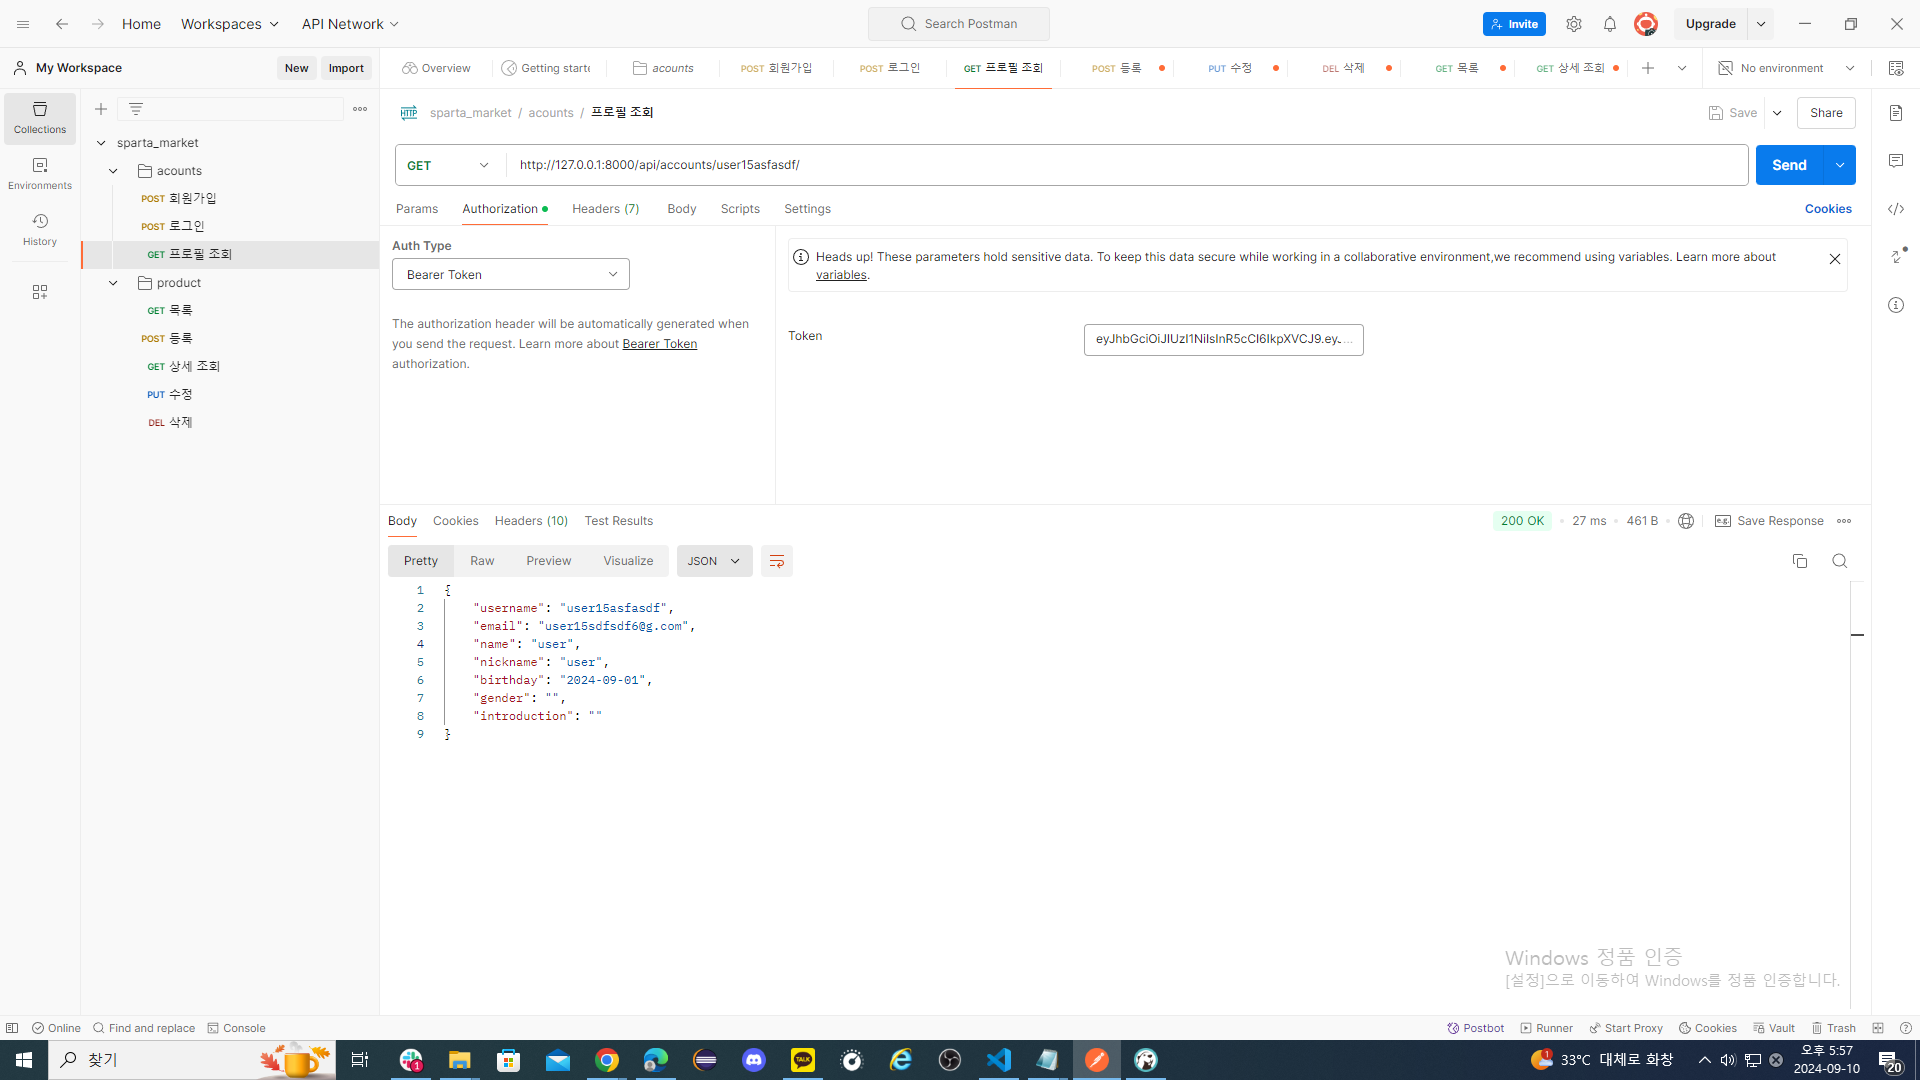 Home
Workspaces
API Network
Search Postman
Invite
Upgrade
My Workspace
New
Import
Overview
Getting starte
acounts
POST 회원가입
POST 로그인
GET 프로필 조회
POST 등록
PUT 수정
DEL 삭제
GET 목록
GET 상세 조회
No environment
Collections
Environments
History
sparta_market
acounts
POST 회원가입
POST 로그인
GET 프로필 조회
product
GET 목록
POST 등록
GET 상세 조회
PUT 수정
DEL 삭제
HTTP
sparta_market / acounts / 프로필 조회
Save
Share
GET
http://127.0.0.1:8000/api/accounts/user15asfasdf/
Send
Params
Authorization
Headers (7)
Body
Scripts
Settings
Cookies
Auth Type
Bearer Token
The authorization header will be automatically generated when
you send the request. Learn more about Bearer Token
authorization.
Heads up! These parameters hold sensitive data. To keep this data secure while working in a collaborative environment,we recommend using variables. Learn more about
variables.
Token
eyJhbGciOiJIUzI1NiIsInR5cCI6IkpXVCJ9.ey.....
Body
Cookies
Headers (10)
Test Results
200 OK
27 ms
461 B
e.g.
Save Response
Pretty
Raw
Preview
Visualize
JSON
1 {
2 "username": "user15asfasdf",
3 "email": "user15sdfsdf6@g.com",
4 "name": "user",
5 "nickname": "user",
6 "birthday": "2024-09-01",
7 "gender": "",
8 "introduction": ""
9 }
Windows 정품 인증
[설정]으로 이동하여 Windows를 정품 인증합니다.
Online
Find and replace
Console
Postbot
Runner
Start Proxy
Cookies
Vault
Trash
찾기
1
TALK
1
33°C 대체로 화창
오후 5:57
2024-09-10
20